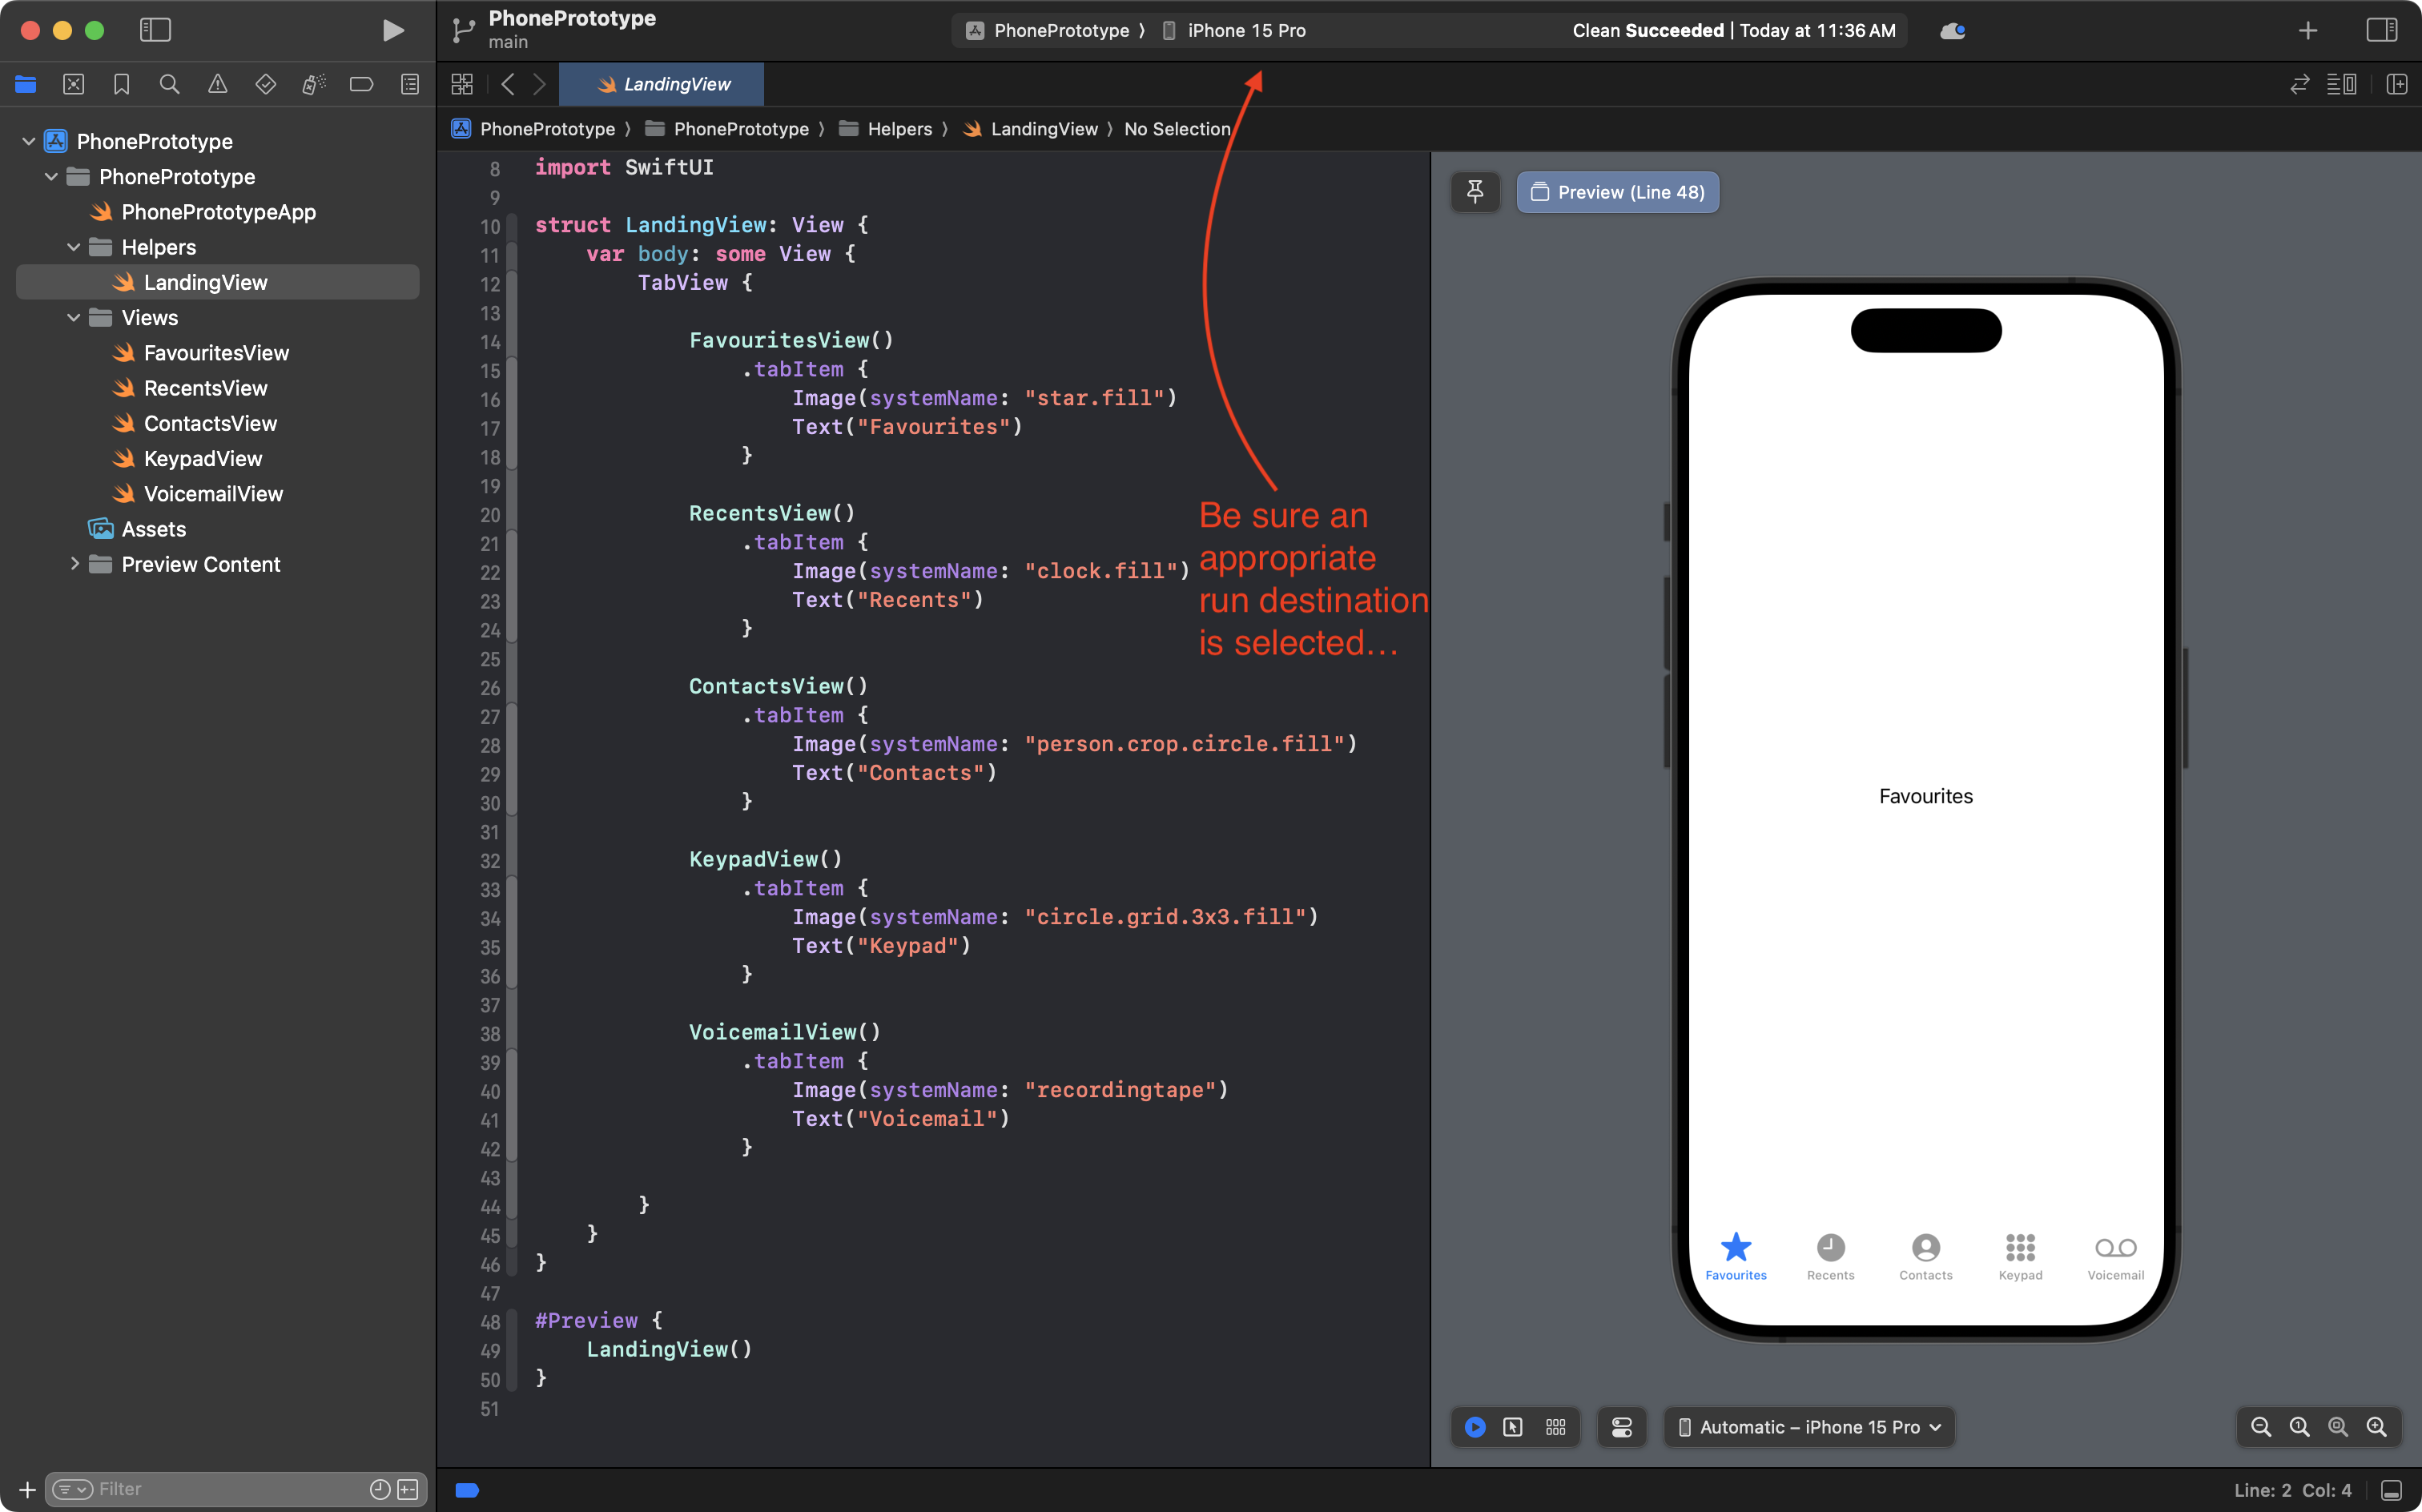 PhonePrototype
main
PhonePrototype 〉 iPhone 15 Pro
Clean Succeeded | Today at 11:36 AM
LandingView
PhonePrototype 〉 PhonePrototype 〉 Helpers 〉 LandingView 〉 No Selection
PhonePrototype
PhonePrototype
PhonePrototypeApp
Helpers
LandingView
Views
FavouritesView
RecentsView
ContactsView
KeypadView
VoicemailView
Assets
Preview Content
Filter
8 import SwiftUI
9
10 struct LandingView: View {
11     var body: some View {
12         TabView {
13
14             FavouritesView()
15                 .tabItem {
16                     Image(systemName: "star.fill")
17                     Text("Favourites")
18                 }
19
20             RecentsView()
21                 .tabItem {
22                     Image(systemName: "clock.fill")
23                     Text("Recents")
24                 }
25
26             ContactsView()
27                 .tabItem {
28                     Image(systemName: "person.crop.circle.fill")
29                     Text("Contacts")
30                 }
31
32             KeypadView()
33                 .tabItem {
34                     Image(systemName: "circle.grid.3x3.fill")
35                     Text("Keypad")
36                 }
37
38             VoicemailView()
39                 .tabItem {
40                     Image(systemName: "recordingtape")
41                     Text("Voicemail")
42                 }
43
44         }
45     }
46 }
47
48 #Preview {
49     LandingView()
50 }
51
Be sure an
appropriate
run destination
is selected...
Preview (Line 48)
Favourites
Favourites Recents Contacts Keypad Voicemail
Automatic – iPhone 15 Pro
Line: 2 Col: 4